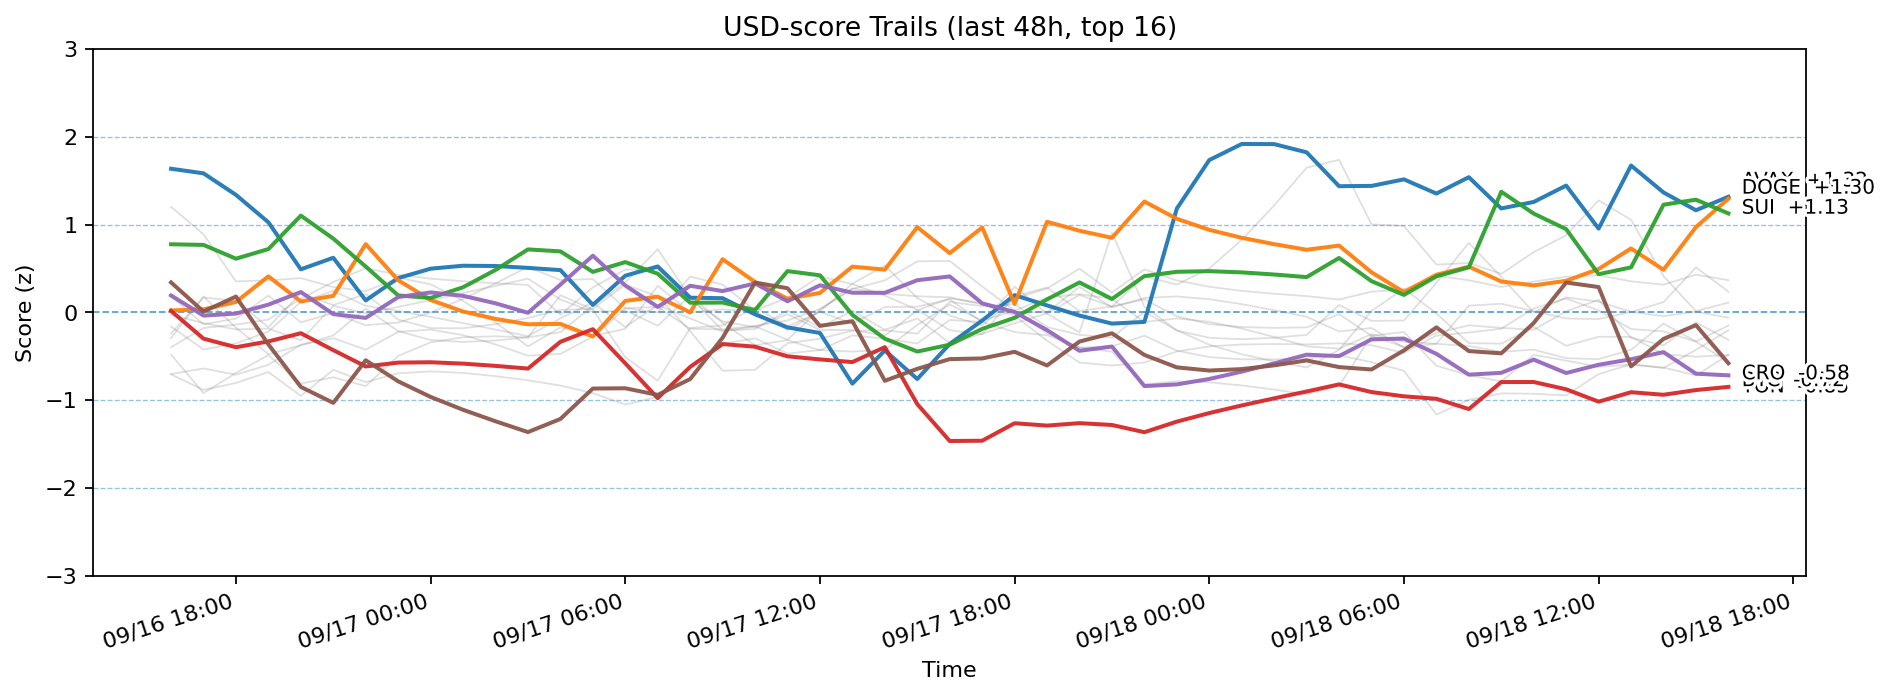 USD-score Trails (last 48h, top 16)
3
2
1
0
−1
−2
−3
Score (z)
DOGE +1.30
SUI +1.13
CRO -0.58
09/16 18:00
09/17 00:00
09/17 06:00
09/17 12:00
09/17 18:00
09/18 00:00
09/18 06:00
09/18 12:00
09/18 18:00
Time